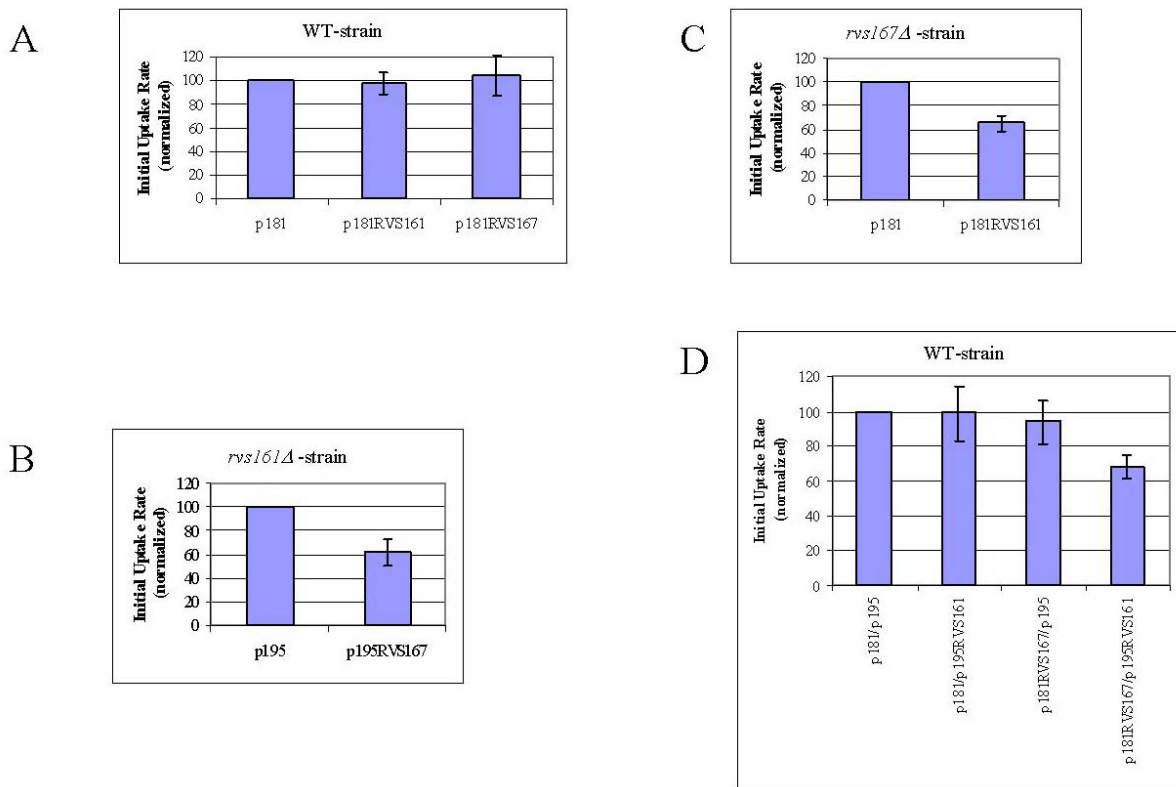 A
WT-strain
Initial Uptake Rate
(normalized)
120
100
80
60
40
20
0
p181
p181RVS161
p181RVS167
C
rvs167Δ -strain
Initial Uptake Rate
(normalized)
120
100
80
60
40
20
0
p181
p181RVS161
B
rvs161Δ -strain
Initial Uptake Rate
(normalized)
120
100
80
60
40
20
0
p195
p195RVS167
D
WT-strain
Initial Uptake Rate
(normalized)
120
100
80
60
40
20
0
p181/p195
p181/p195RVS161
p181RVS167/p195
p181RVS167/p195RVS161